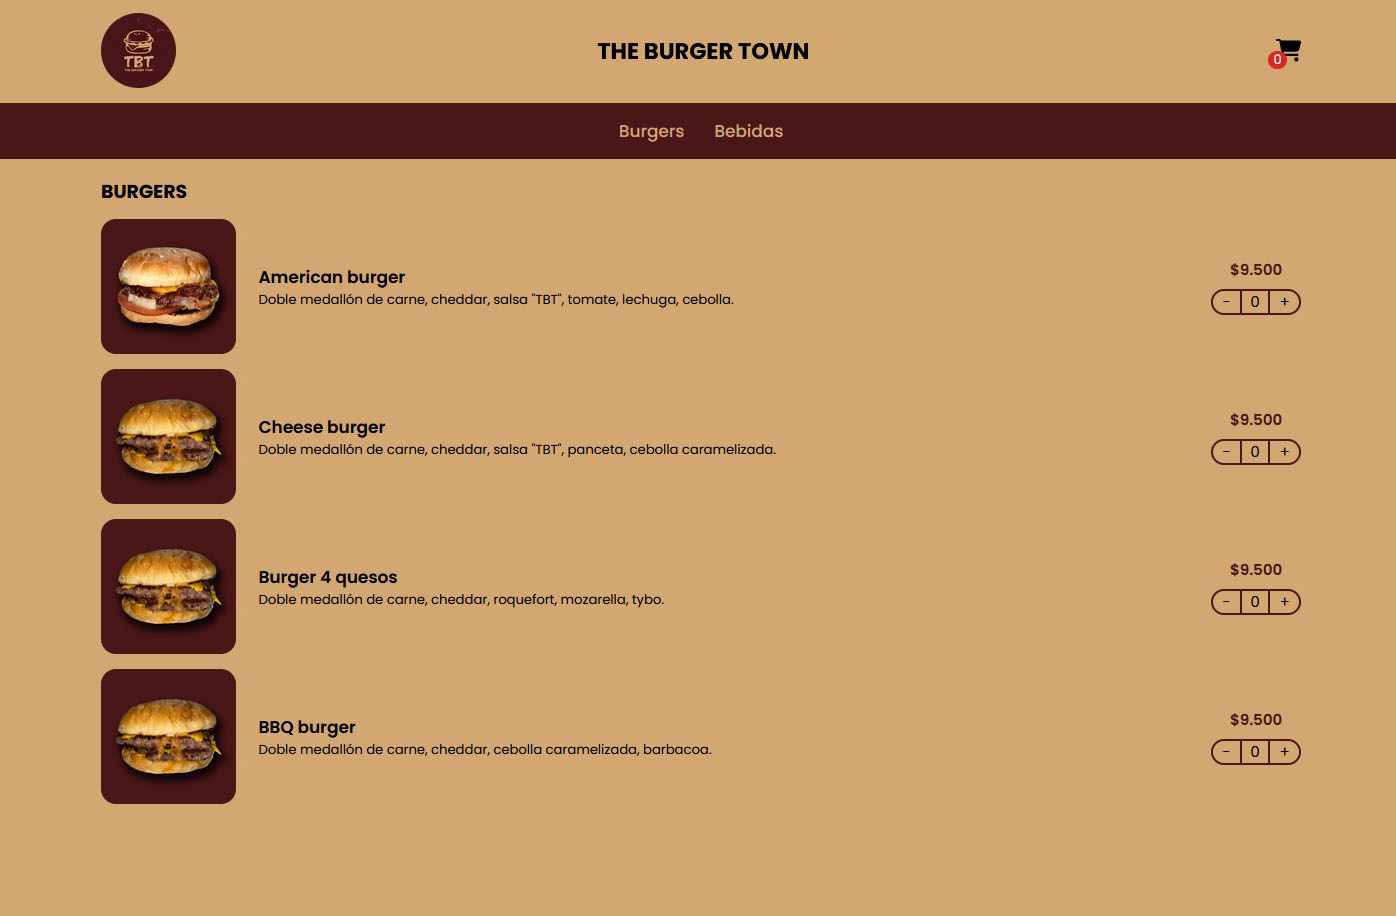 TBT
THE BURGER TOWN
THE BURGER TOWN
0
Burgers Bebidas
BURGERS
American burger
Doble medallón de carne, cheddar, salsa "TBT", tomate, lechuga, cebolla.
$9.500
- 0 +
Cheese burger
Doble medallón de carne, cheddar, salsa "TBT", panceta, cebolla caramelizada.
$9.500
- 0 +
Burger 4 quesos
Doble medallón de carne, cheddar, roquefort, mozarella, tybo.
$9.500
- 0 +
BBQ burger
Doble medallón de carne, cheddar, cebolla caramelizada, barbacoa.
$9.500
- 0 +